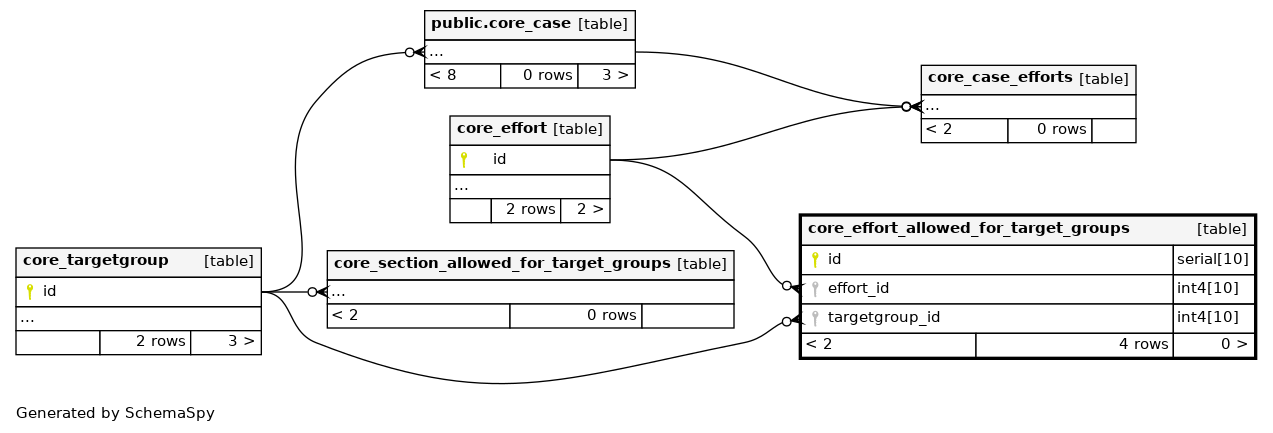 public.core_case [table]
...
< 8 0 rows 3 >
core_case_efforts [table]
...
< 2 0 rows
core_effort [table]
id
...
2 rows 2 >
core_effort_allowed_for_target_groups [table]
id serial[10]
effort_id int4[10]
targetgroup_id int4[10]
< 2 4 rows 0 >
core_targetgroup [table]
id
...
2 rows 3 >
core_section_allowed_for_target_groups [table]
...
< 2 0 rows
Generated by SchemaSpy